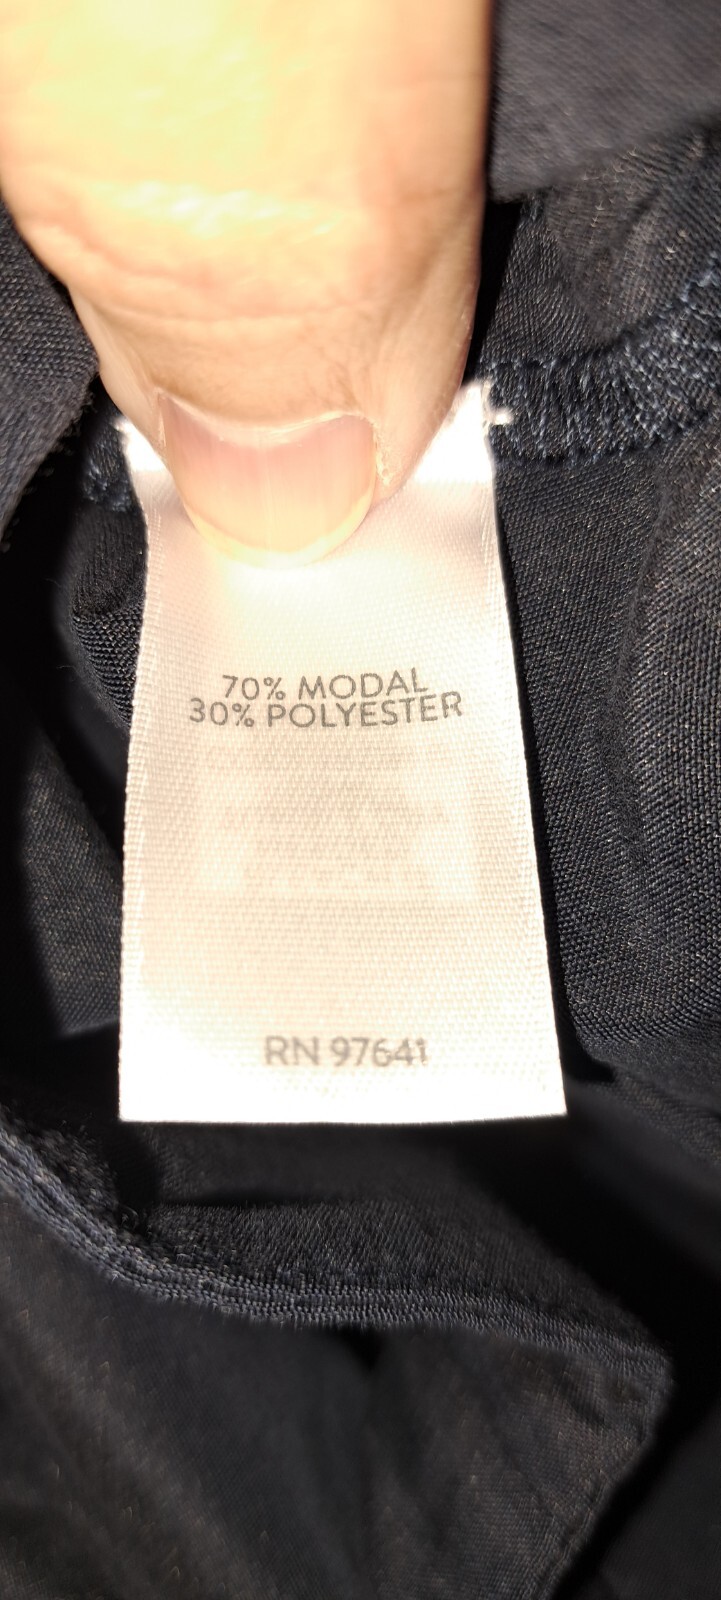 70% MODAL
30% POLYESTER
RN 97641